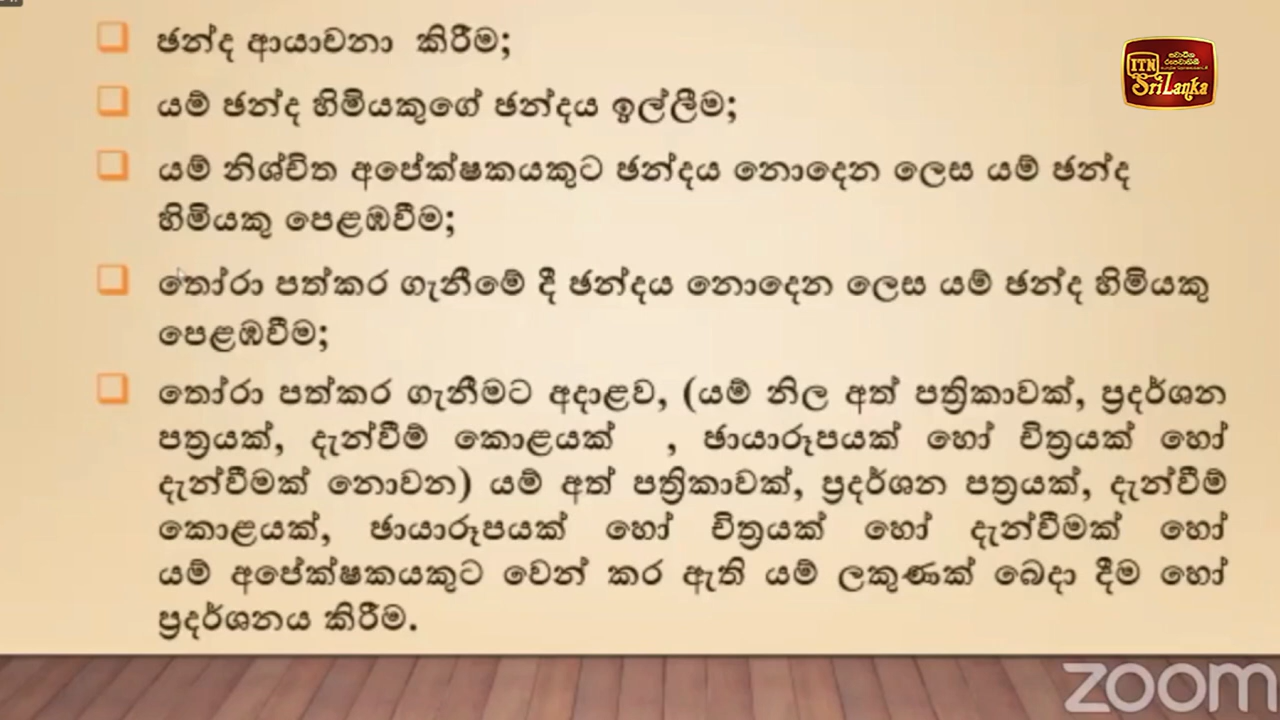 ඡන්ද ආයාචනා කිරීම;
ITN
Sri Lanka
යම් ඡන්ද හිමියකුගේ ඡන්දය ඉල්ලීම;
යම් නිශ්චිත අපේක්ෂකයකුට ඡන්දය නොදෙන ලෙස යම් ඡන්ද
හිමියකු පෙළඹවීම;
තෝරා පත්කර ගැනීමේ දී ඡන්දය නොදෙන ලෙස යම් ඡන්ද හිමියකු
පෙළඹවීම;
තෝරා පත්කර ගැනීමට අදාළව, (යම් නිල අත් පත්‍රිකාවක්, ප්‍රදර්ශන
පත්‍රයක්, දැන්වීම් කොළයක් , ඡායාරූපයක් හෝ චිත්‍රයක් හෝ
දැන්වීමක් නොවන) යම් අත් පත්‍රිකාවක්, ප්‍රදර්ශන පත්‍රයක්, දැන්වීම්
කොළයක්, ඡායාරූපයක් හෝ චිත්‍රයක් හෝ දැන්වීමක් හෝ
යම් අපේක්ෂකයකුට වෙන් කර ඇති යම් ලකුණක් බෙදා දීම හෝ
ප්‍රදර්ශනය කිරීම.
zoom